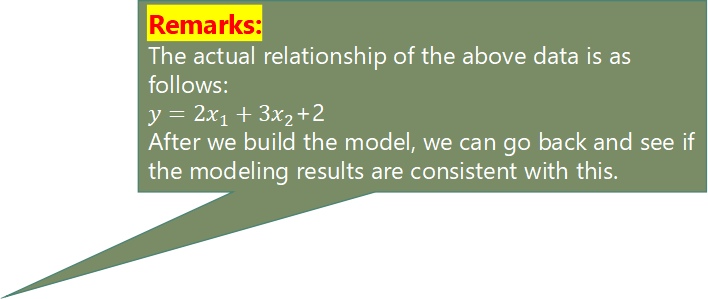 Remarks:
The actual relationship of the above data is as
follows:
𝑦 = 2𝑥₁ + 3𝑥₂+2
After we build the model, we can go back and see if
the modeling results are consistent with this.